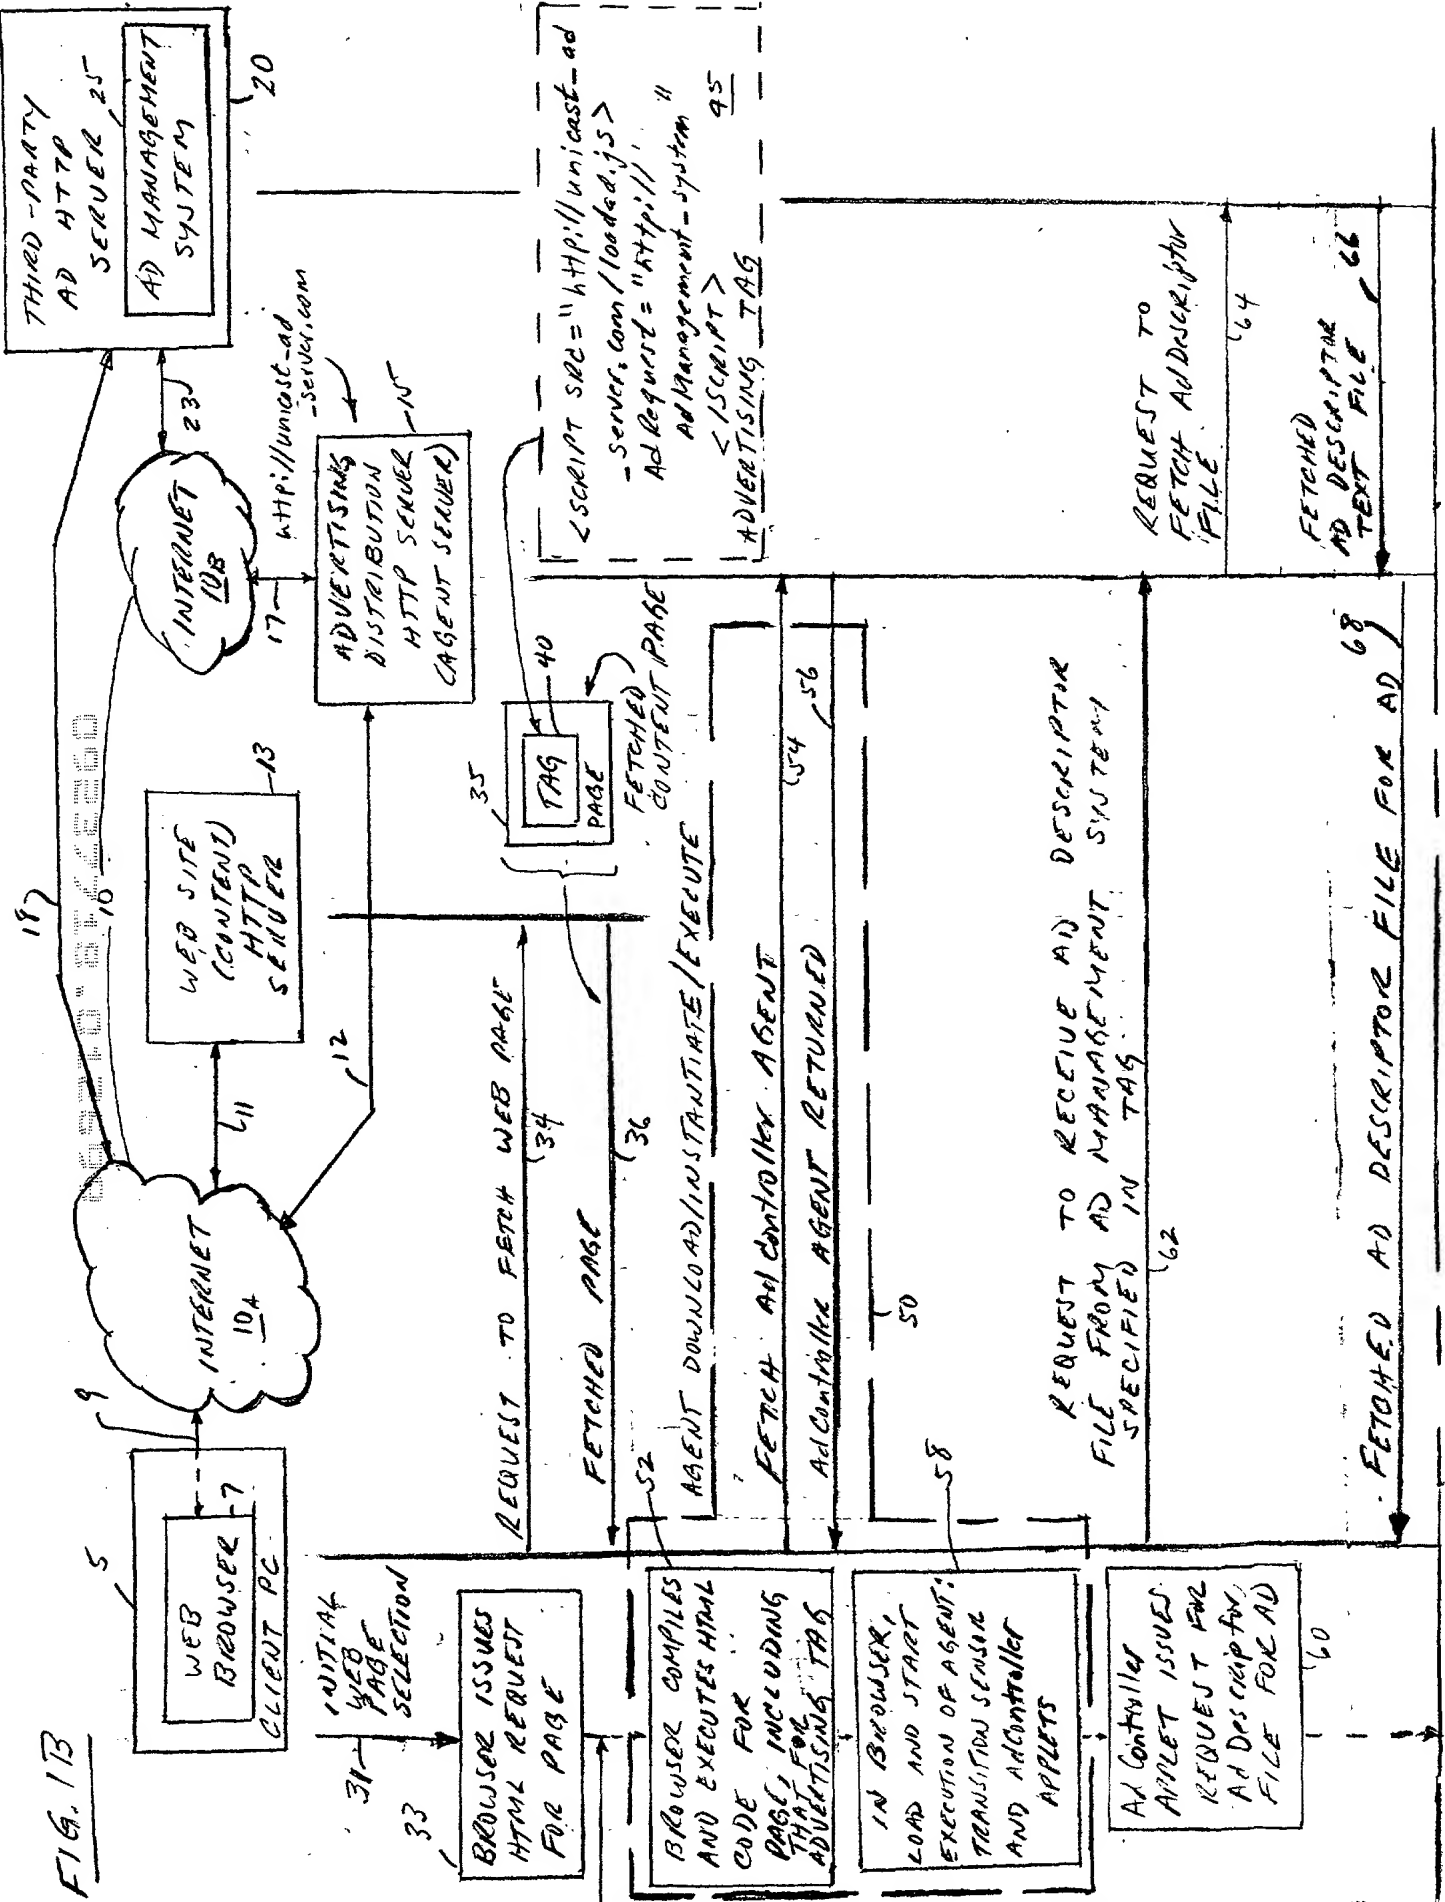 FIG. 1B
5
WEB
BROWSER
7
CLIENT PC
9
INTERNET
10A
10
18
11
12
WEB SITE
(CONTENT)
HTTP
SERVER
13
INTERNET
10B
17
23
http://unicast-ad
-server.com
ADVERTISING
DISTRIBUTION
HTTP SERVER
(AGENT SERVER)
15
THIRD-PARTY
AD HTTP
SERVER
25
AD MANAGEMENT
SYSTEM
20
INITIAL
WEB
PAGE
SELECTION
31
33
BROWSER ISSUES
HTML REQUEST
FOR PAGE
REQUEST TO FETCH WEB PAGE
34
FETCHED PAGE
36
35
TAG
40
PAGE
FETCHED
CONTENT PAGE
<SCRIPT SRC="http://unicast-ad
-server.com/loadad.js>
AdRequest="http://
AdManagement-system"
</SCRIPT>
ADVERTISING TAG
45
AGENT DOWNLOAD/INSTANTIATE/EXECUTE
52
BROWSER COMPILES
AND EXECUTES HTML
CODE FOR
PAGE, INCLUDING
THAT FOR
ADVERTISING TAG
FETCH AdController AGENT
54
AdController AGENT RETURNED
56
50
58
IN BROWSER,
LOAD AND START
EXECUTION OF AGENT:
TRANSITION SENSOR
AND AdController
APPLETS
REQUEST TO RECEIVE AD DESCRIPTOR
FILE FROM AD MANAGEMENT SYSTEM
SPECIFIED IN TAG
62
REQUEST TO
FETCH AdDescriptor
FILE
64
AdController
APPLET ISSUES
REQUEST FOR
AdDescriptor
FILE FOR AD
60
FETCHED
AD DESCRIPTOR
TEXT FILE
66
FETCHED AD DESCRIPTOR FILE FOR AD
68